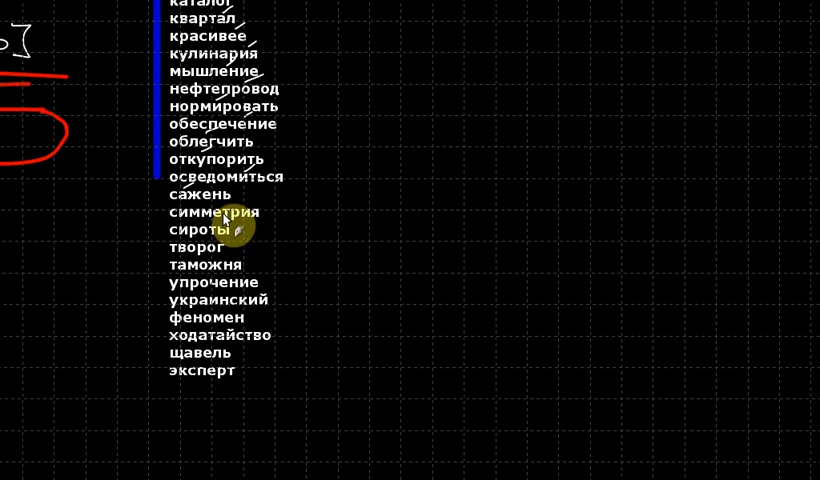 каталог
квартал
красивее
кулинария
мышление
нефтепровод
нормировать
обеспечение
облегчить
откупорить
осведомиться
сажень
симметрия
сироты
творог
таможня
упрочение
украинский
феномен
ходатайство
щавель
эксперт